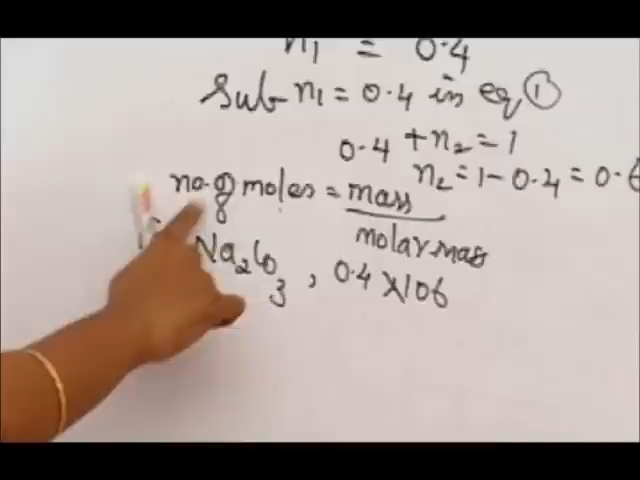 n1 = 0.4
Sub n1 = 0.4 in eq ①
0.4 + n2 = 1
n2 = 1 - 0.4 = 0.6
no. of moles = mass
molar mass
Na2CO3, 0.4 x 106